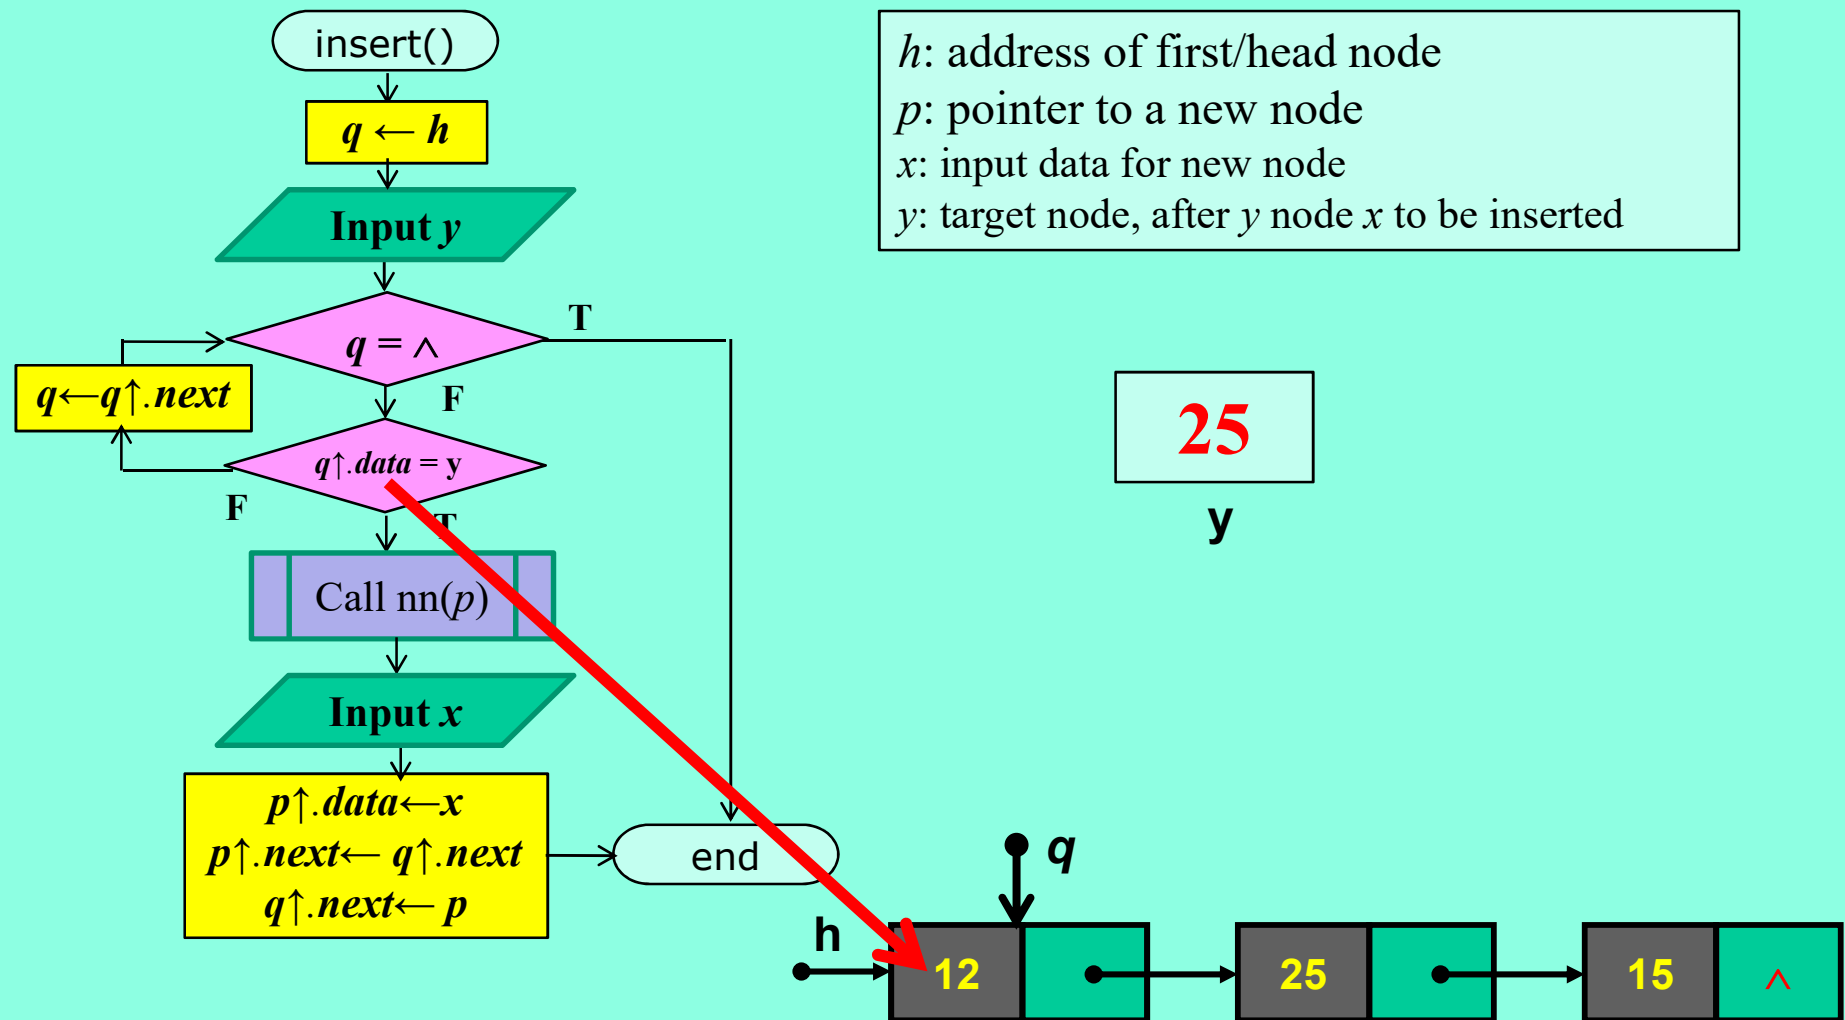 insert()
q ← h
Input y
q = ∧
T
F
q←q↑.next
q↑.data = y
F
T
Call nn(p)
Input x
p↑.data←x
p↑.next← q↑.next
q↑.next← p
end
h: address of first/head node
p: pointer to a new node
x: input data for new node
y: target node, after y node x to be inserted
25
y
q
h
12
25
15 ∧